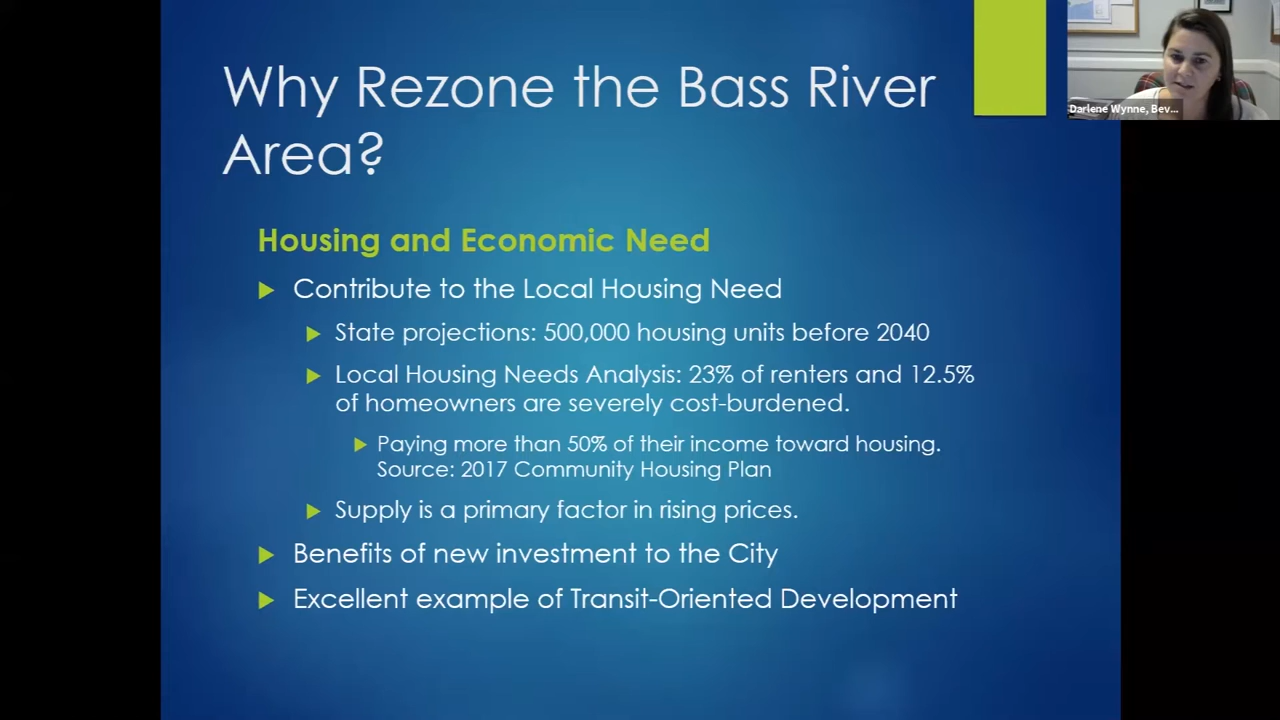 Why Rezone the Bass River
Area?
Darlene Wynne, Bev...
Housing and Economic Need
Contribute to the Local Housing Need
State projections: 500,000 housing units before 2040
Local Housing Needs Analysis: 23% of renters and 12.5%
of homeowners are severely cost-burdened.
Paying more than 50% of their income toward housing.
Source: 2017 Community Housing Plan
Supply is a primary factor in rising prices.
Benefits of new investment to the City
Excellent example of Transit-Oriented Development